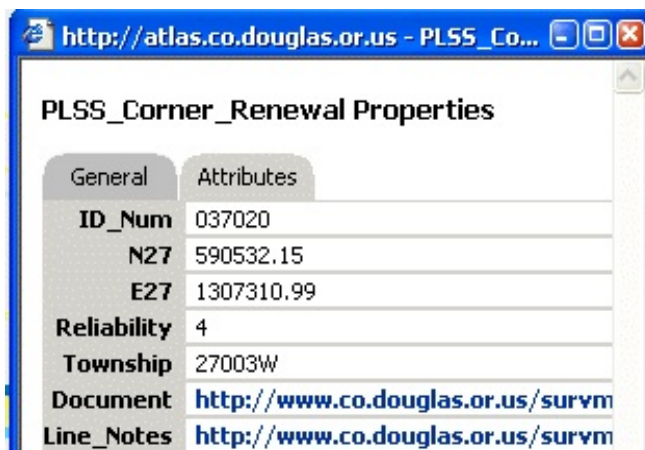 http://atlas.co.douglas.or.us - PLSS_Co...
PLSS_Corner_Renewal Properties
General Attributes
ID_Num 037020
N27 590532.15
E27 1307310.99
Reliability 4
Township 27003W
Document http://www.co.douglas.or.us/survm
Line_Notes http://www.co.douglas.or.us/survm